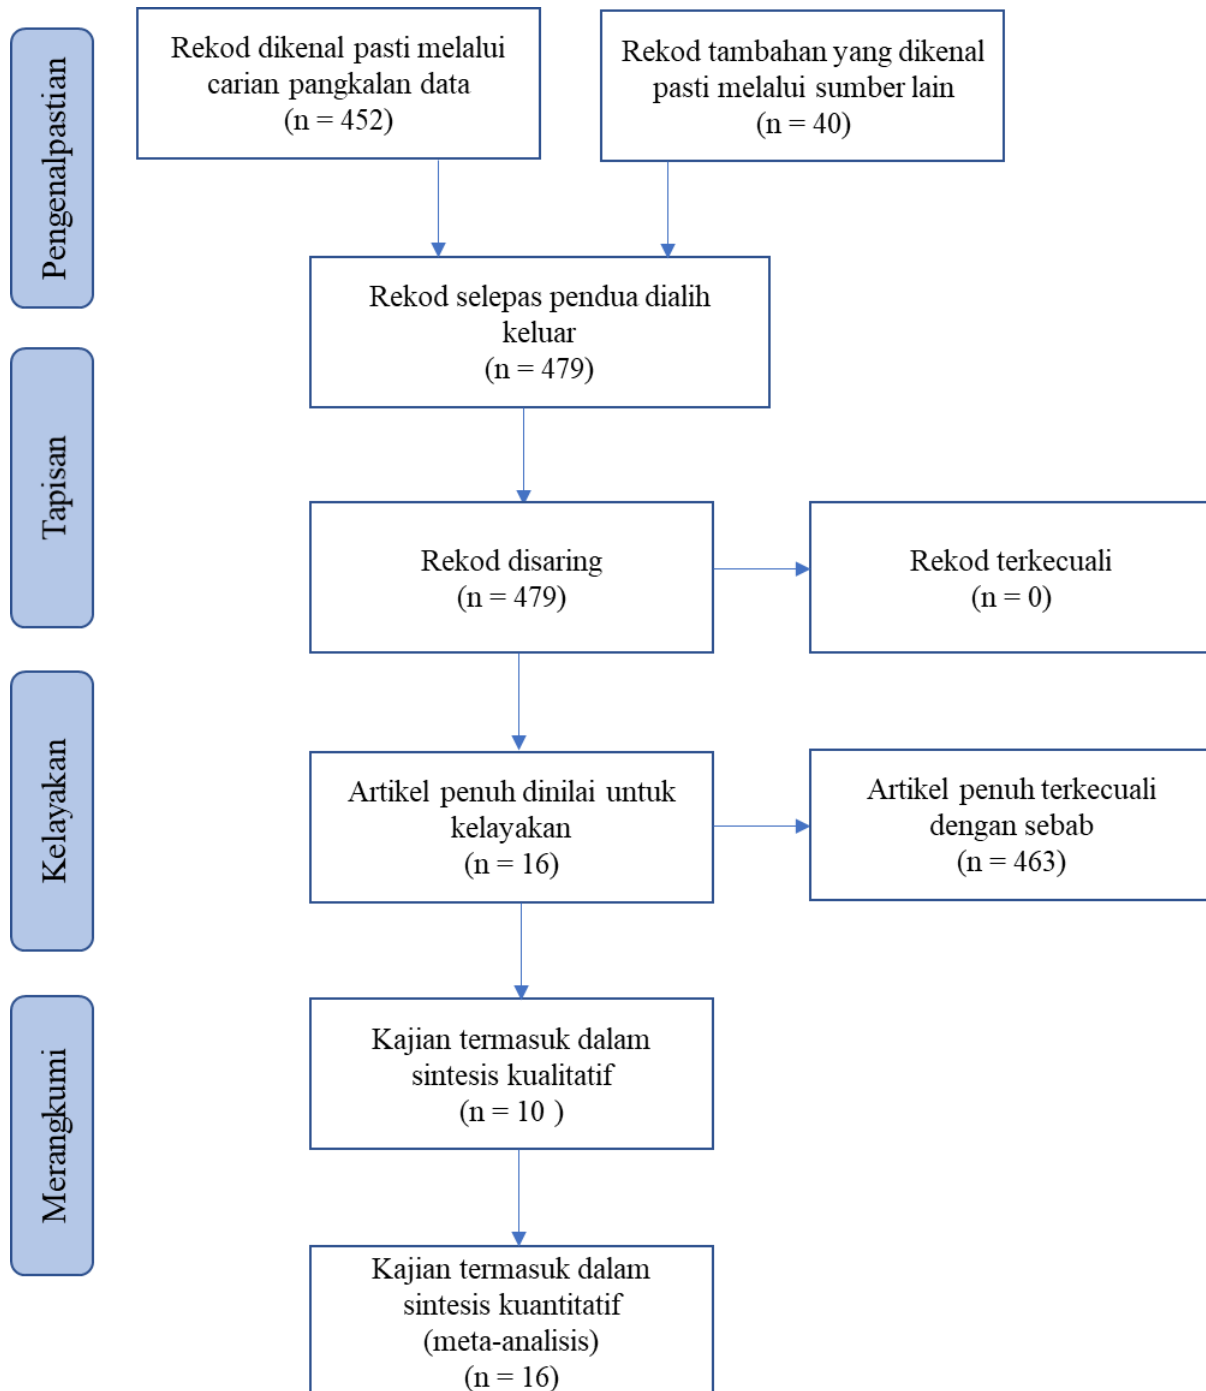 Pengenalpastian
Rekod dikenal pasti melalui
carian pangkalan data
(n = 452)
Rekod tambahan yang dikenal
pasti melalui sumber lain
(n = 40)
Rekod selepas pendua dialih
keluar
(n = 479)
Tapisan
Rekod disaring
(n = 479)
Rekod terkecuali
(n = 0)
Kelayakan
Artikel penuh dinilai untuk
kelayakan
(n = 16)
Artikel penuh terkecuali
dengan sebab
(n = 463)
Merangkumi
Kajian termasuk dalam
sintesis kualitatif
(n = 10 )
Kajian termasuk dalam
sintesis kuantitatif
(meta-analisis)
(n = 16)